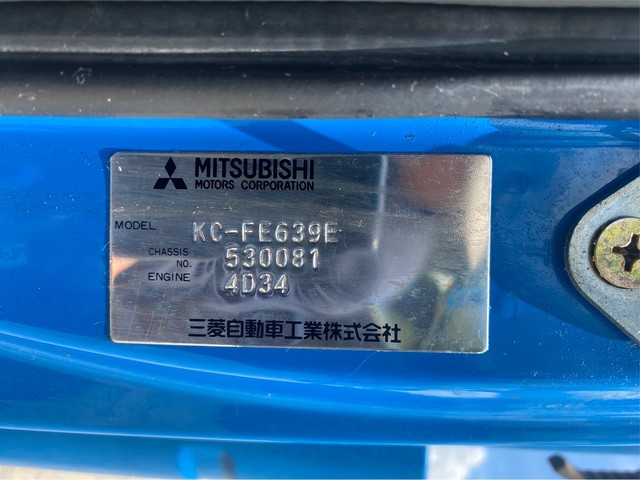 MITSUBISHI
MOTORS CORPORATION
MODEL KC-FE639E
CHASSIS NO. 530081
ENGINE 4D34
三菱自動車工業株式会社